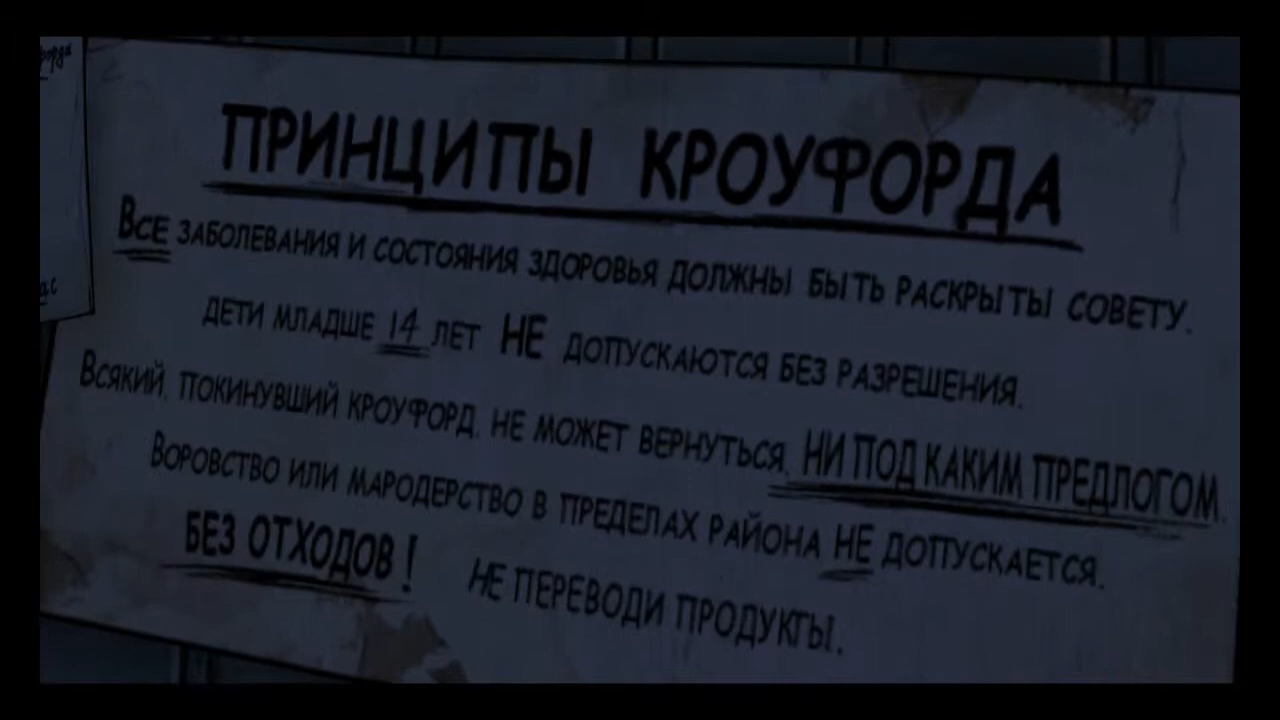 ПРИНЦИПЫ КРОУФОРДА
ВСЕ ЗАБОЛЕВАНИЯ И СОСТОЯНИЯ ЗДОРОВЬЯ ДОЛЖНЫ БЫТЬ РАСКРЫТЫ СОВЕТУ.
ДЕТИ МЛАДШЕ 14 ЛЕТ НЕ ДОПУСКАЮТСЯ БЕЗ РАЗРЕШЕНИЯ.
ВСЯКИЙ, ПОКИНУВШИЙ КРОУФОРД, НЕ МОЖЕТ ВЕРНУТЬСЯ, НИ ПОД КАКИМ ПРЕДЛОГОМ.
ВОРОВСТВО ИЛИ МАРОДЕРСТВО В ПРЕДЕЛАХ РАЙОНА НЕ ДОПУСКАЕТСЯ.
БЕЗ ОТХОДОВ! НЕ ПЕРЕВОДИ ПРОДУКТЫ.